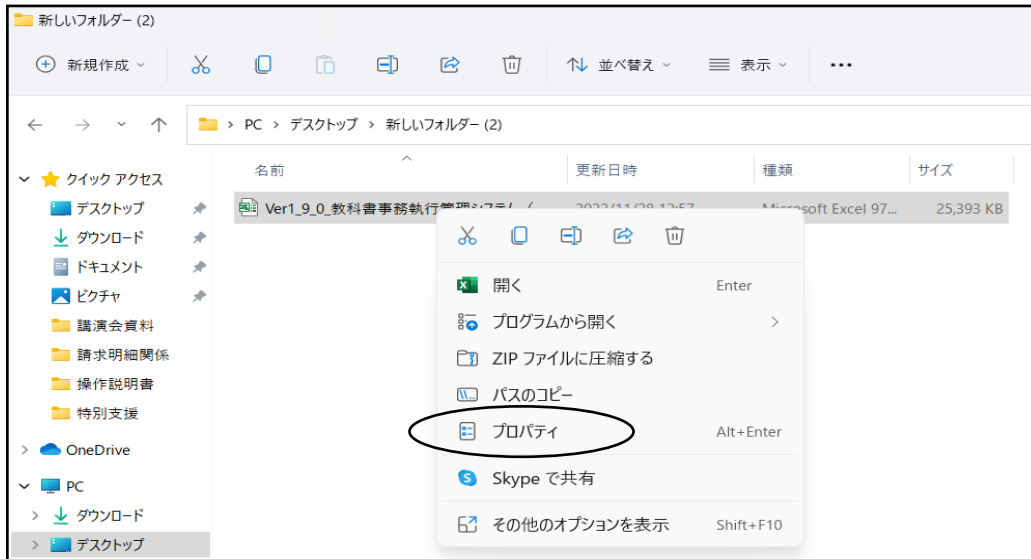 新しいフォルダー (2)
新規作成
並べ替え
表示
PC > デスクトップ > 新しいフォルダー (2)
名前 更新日時 種類 サイズ
Ver1_9_0_教科書事務執行管理システム 2022/11/28 12:57 Microsoft Excel 97... 25,393 KB
クイック アクセス
デスクトップ
ダウンロード
ドキュメント
ピクチャ
講演会資料
請求明細関係
操作説明書
特別支援
OneDrive
PC
ダウンロード
デスクトップ
開く Enter
プログラムから開く
ZIP ファイルに圧縮する
パスのコピー
プロパティ Alt+Enter
Skype で共有
その他のオプションを表示 Shift+F10